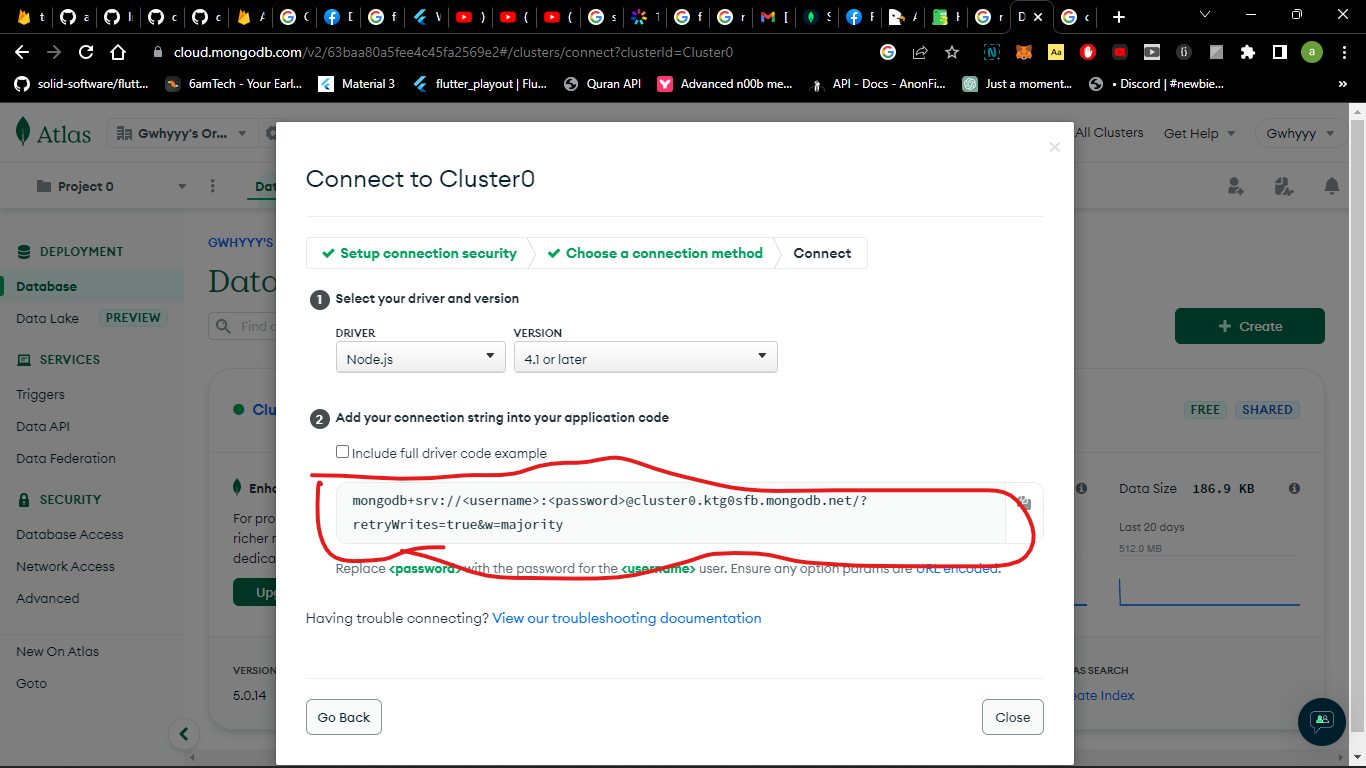 cloud.mongodb.com/v2/63baa80a5fee4c45fa2569e2#/clusters/connect?clusterId=Cluster0
solid-software/flutt...
6amTech - Your Earl...
Material 3
flutter_playout | Flu...
Quran API
Advanced n00b me...
API - Docs - AnonFi...
Just a moment...
• Discord | #newbie...
»
Atlas
Gwhyyy's Or...
All Clusters
Get Help
Gwhyyy
Project 0
Dat
DEPLOYMENT
Database
Data Lake PREVIEW
SERVICES
Triggers
Data API
Data Federation
SECURITY
Database Access
Network Access
Advanced
New On Atlas
Goto
GWHYYY'S
Data
Find
+ Create
Clu
FREE SHARED
Enha
For pro
richer
dedica
Upg
Data Size 186.9 KB
Last 20 days
512.0 MB
VERSION
5.0.14
AS SEARCH
eate Index
Connect to Cluster0
Setup connection security
Choose a connection method
Connect
1 Select your driver and version
DRIVER VERSION
Node.js 4.1 or later
2 Add your connection string into your application code
Include full driver code example
mongodb+srv://<username>:<password>@cluster0.ktg0sfb.mongodb.net/?
retryWrites=true&w=majority
Replace <password> with the password for the <username> user. Ensure any option params are URL encoded.
Having trouble connecting? View our troubleshooting documentation
Go Back
Close